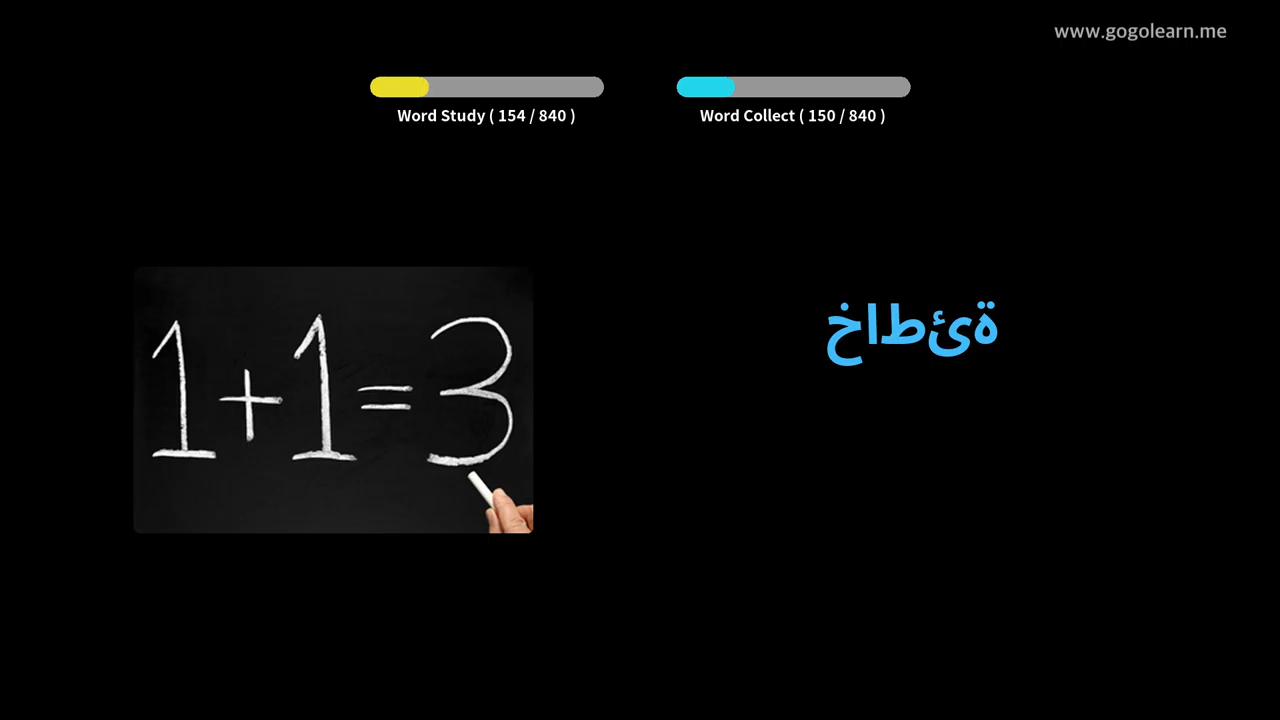 www.gogolearn.me
Word Study ( 154 / 840 )
Word Collect ( 150 / 840 )
1+1=3
خاطئة